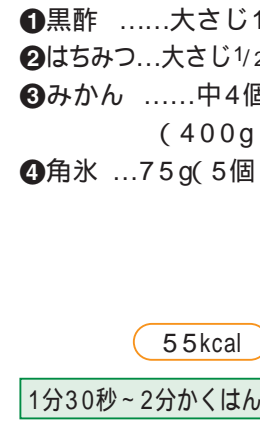 ❶黒酢 ……大さじ1
❷はちみつ…大さじ1/2
❸みかん ……中4個
(400g
❹角氷 …75g(5個
55kcal
1分30秒~2分かくはん